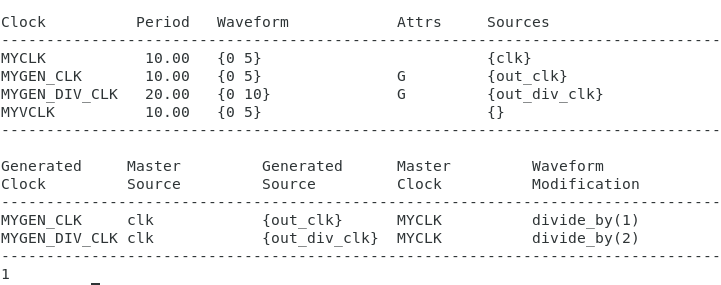 Clock          Period   Waveform            Attrs     Sources
--------------------------------------------------------------------------------
MYCLK           10.00   {0 5}                         {clk}
MYGEN_CLK       10.00   {0 5}               G         {out_clk}
MYGEN_DIV_CLK   20.00   {0 10}              G         {out_div_clk}
MYVCLK          10.00   {0 5}                         {}
--------------------------------------------------------------------------------
Generated     Master         Generated      Master         Waveform
Clock         Source         Source         Clock          Modification
--------------------------------------------------------------------------------
MYGEN_CLK     clk            {out_clk}      MYCLK          divide_by(1)
MYGEN_DIV_CLK clk            {out_div_clk}  MYCLK          divide_by(2)
--------------------------------------------------------------------------------
1